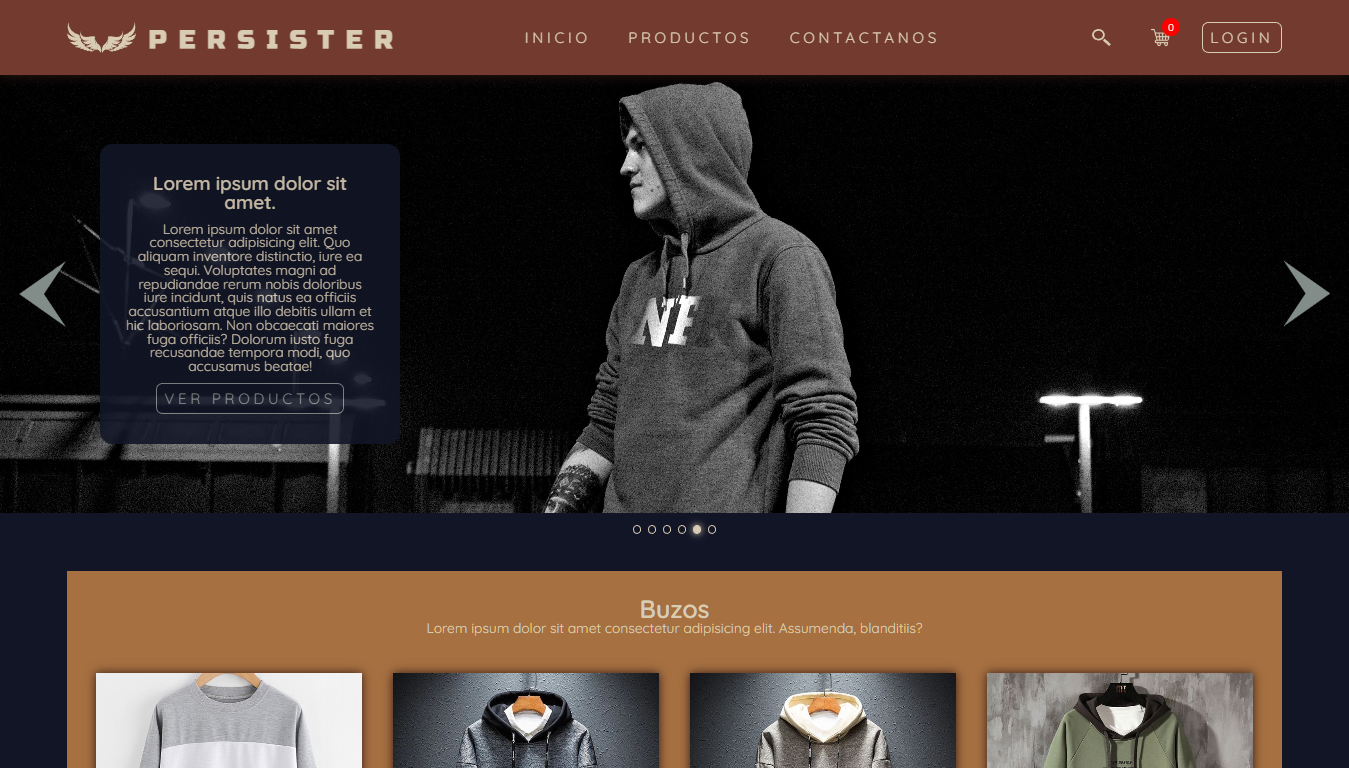 PERSISTER
INICIO PRODUCTOS CONTACTANOS
0
LOGIN
Lorem ipsum dolor sit
amet.
Lorem ipsum dolor sit amet
consectetur adipisicing elit. Quo
aliquam inventore distinctio, iure ea
sequi. Voluptates magni ad
repudiandae rerum nobis doloribus
iure incidunt, quis natus ea officiis
accusantium atque illo debitis ullam et
hic laboriosam. Non obcaecati maiores
fuga officiis? Dolorum iusto fuga
recusandae tempora modi, quo
accusamus beatae!
VER PRODUCTOS
Buzos
Lorem ipsum dolor sit amet consectetur adipisicing elit. Assumenda, blanditiis?